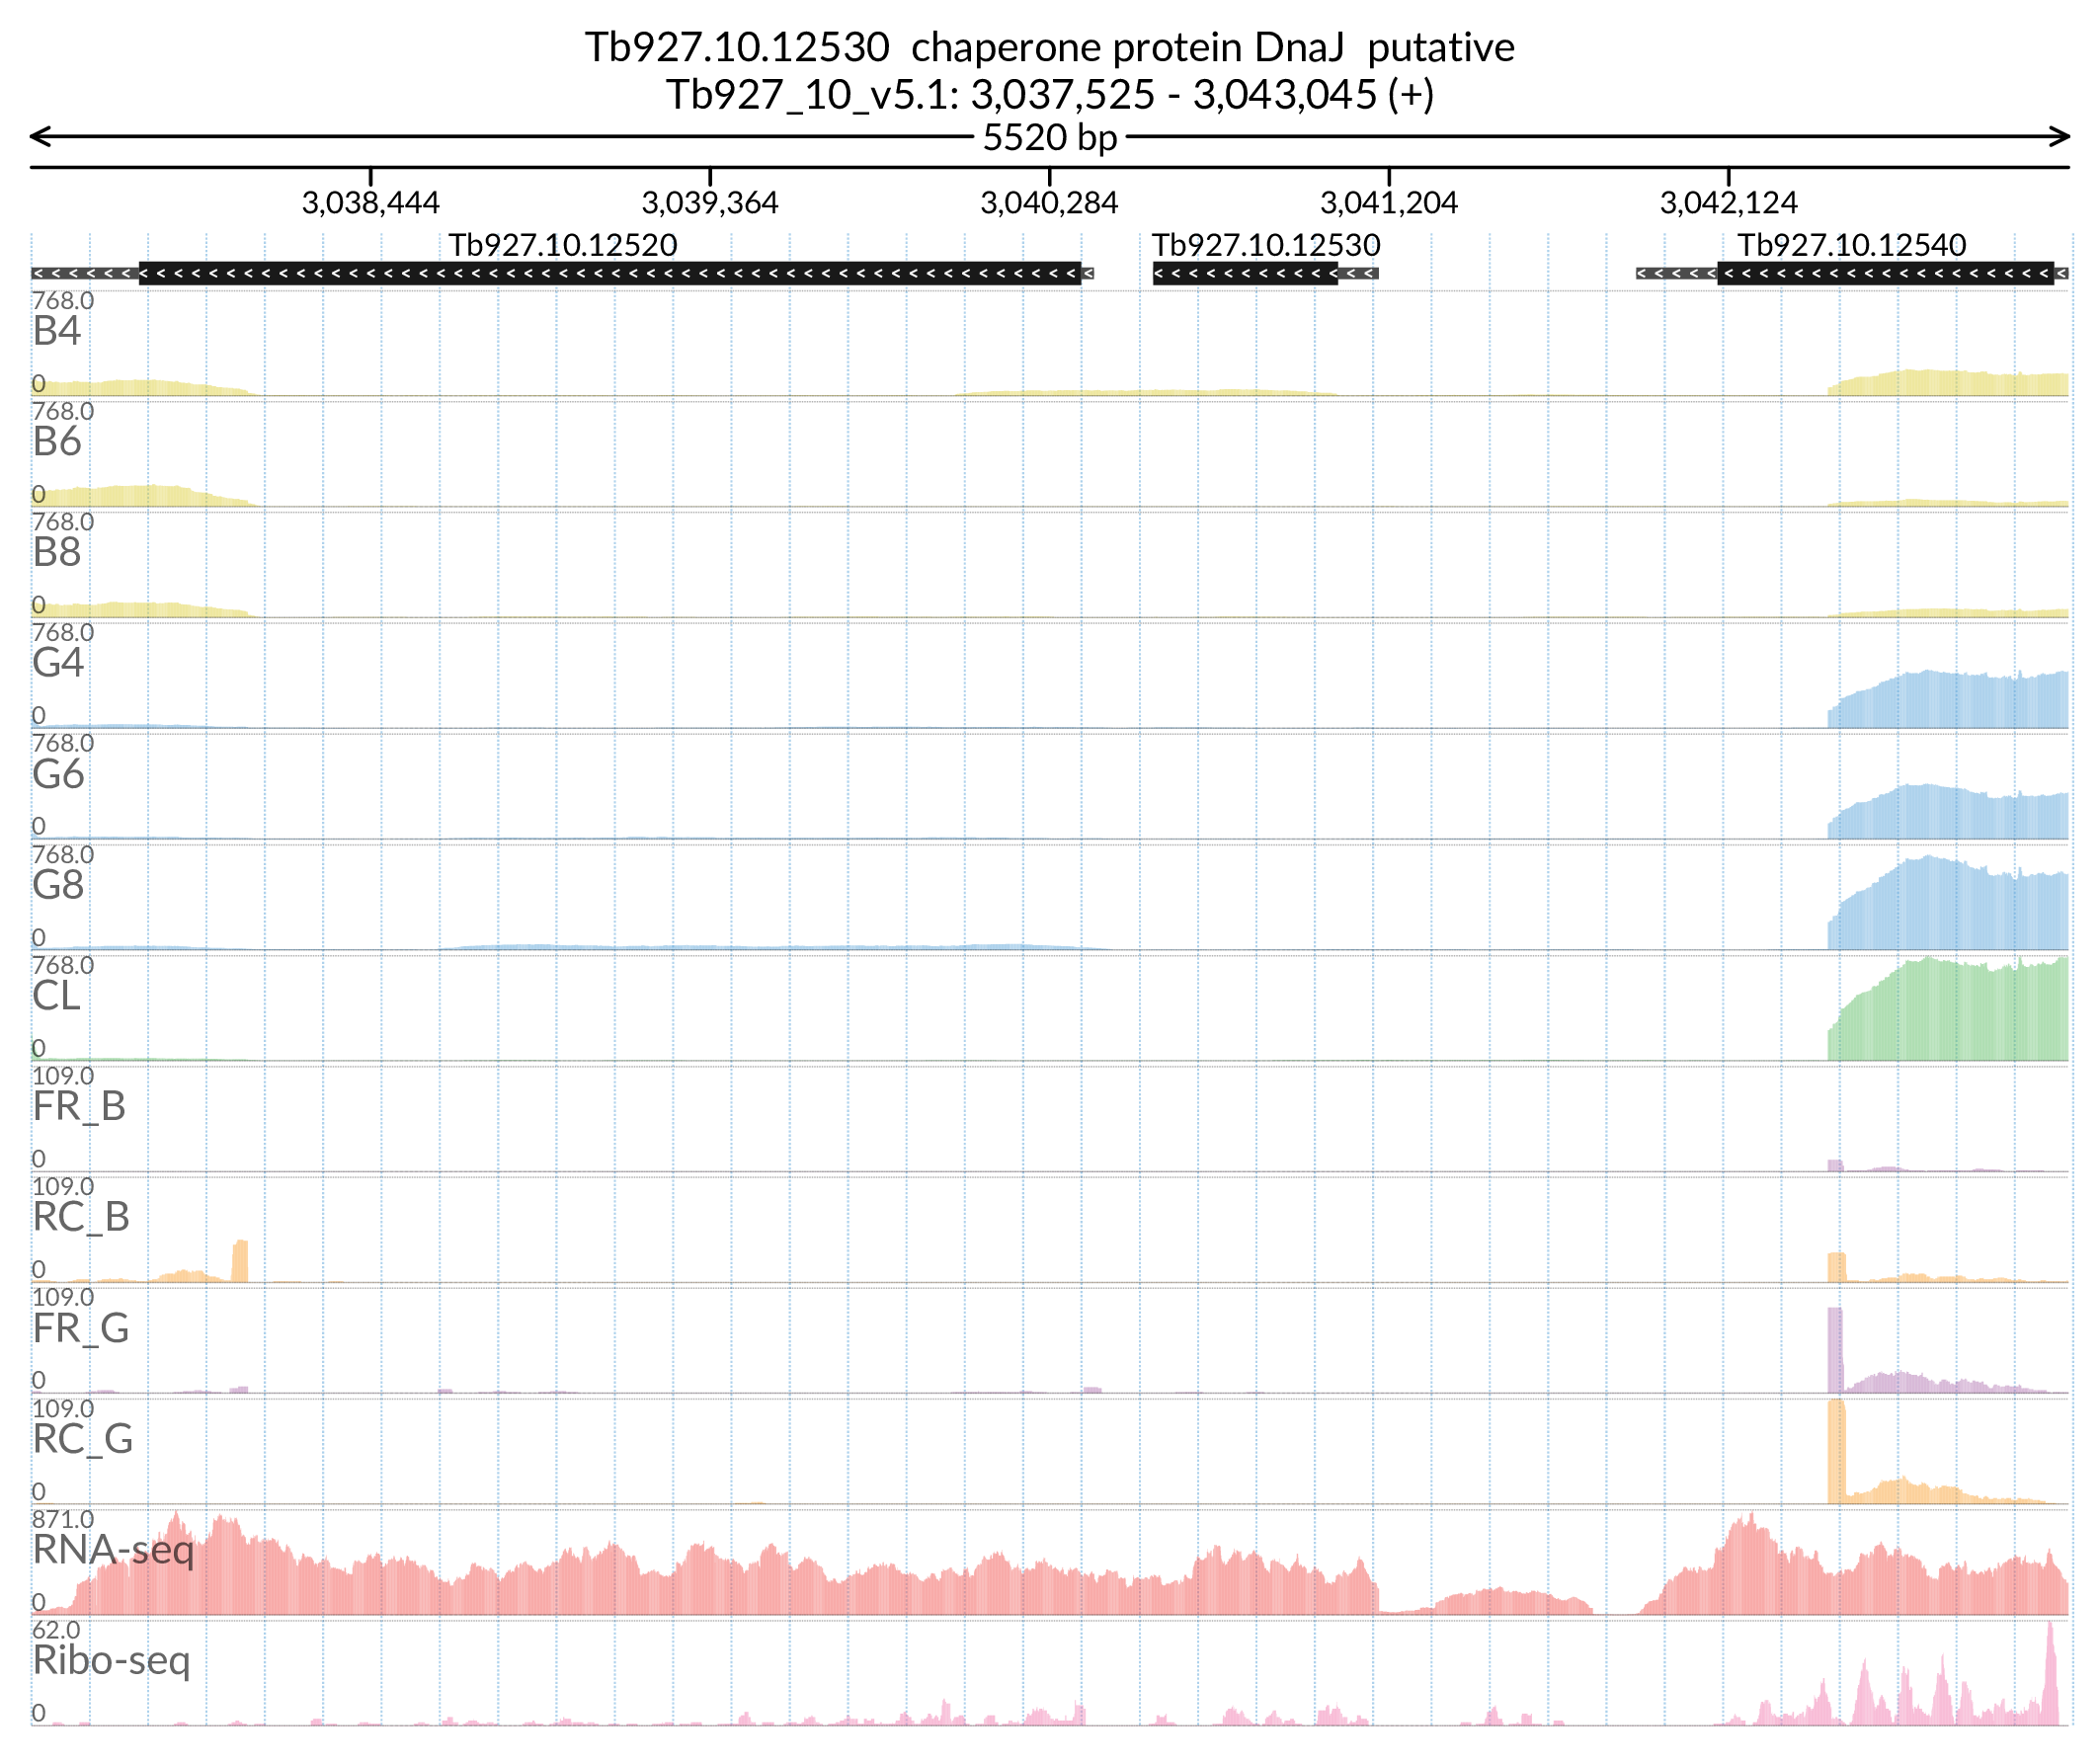 Tb927.10.12530  chaperone protein DnaJ  putative
Tb927_10_v5.1: 3,037,525 - 3,043,045 (+)
5520 bp
3,038,444 3,039,364 3,040,284 3,041,204 3,042,124
Tb927.10.12520 Tb927.10.12530 Tb927.10.12540
768.0
B4
0
768.0
B6
0
768.0
B8
0
768.0
G4
0
768.0
G6
0
768.0
G8
0
768.0
CL
0
109.0
FR_B
0
109.0
RC_B
0
109.0
FR_G
0
109.0
RC_G
0
871.0
RNA-seq
0
62.0
Ribo-seq
0